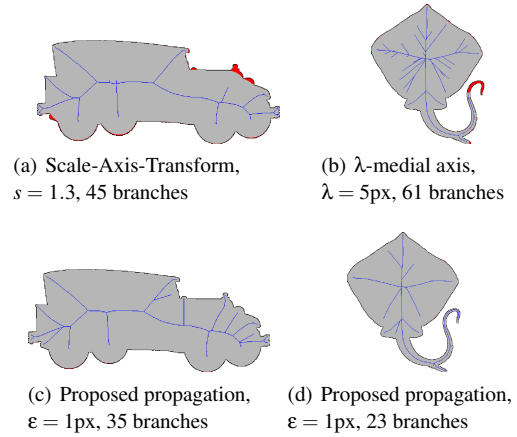 (a) Scale-Axis-Transform,
s = 1.3, 45 branches
(b) λ-medial axis,
λ = 5px, 61 branches
(c) Proposed propagation,
ε = 1px, 35 branches
(d) Proposed propagation,
ε = 1px, 23 branches